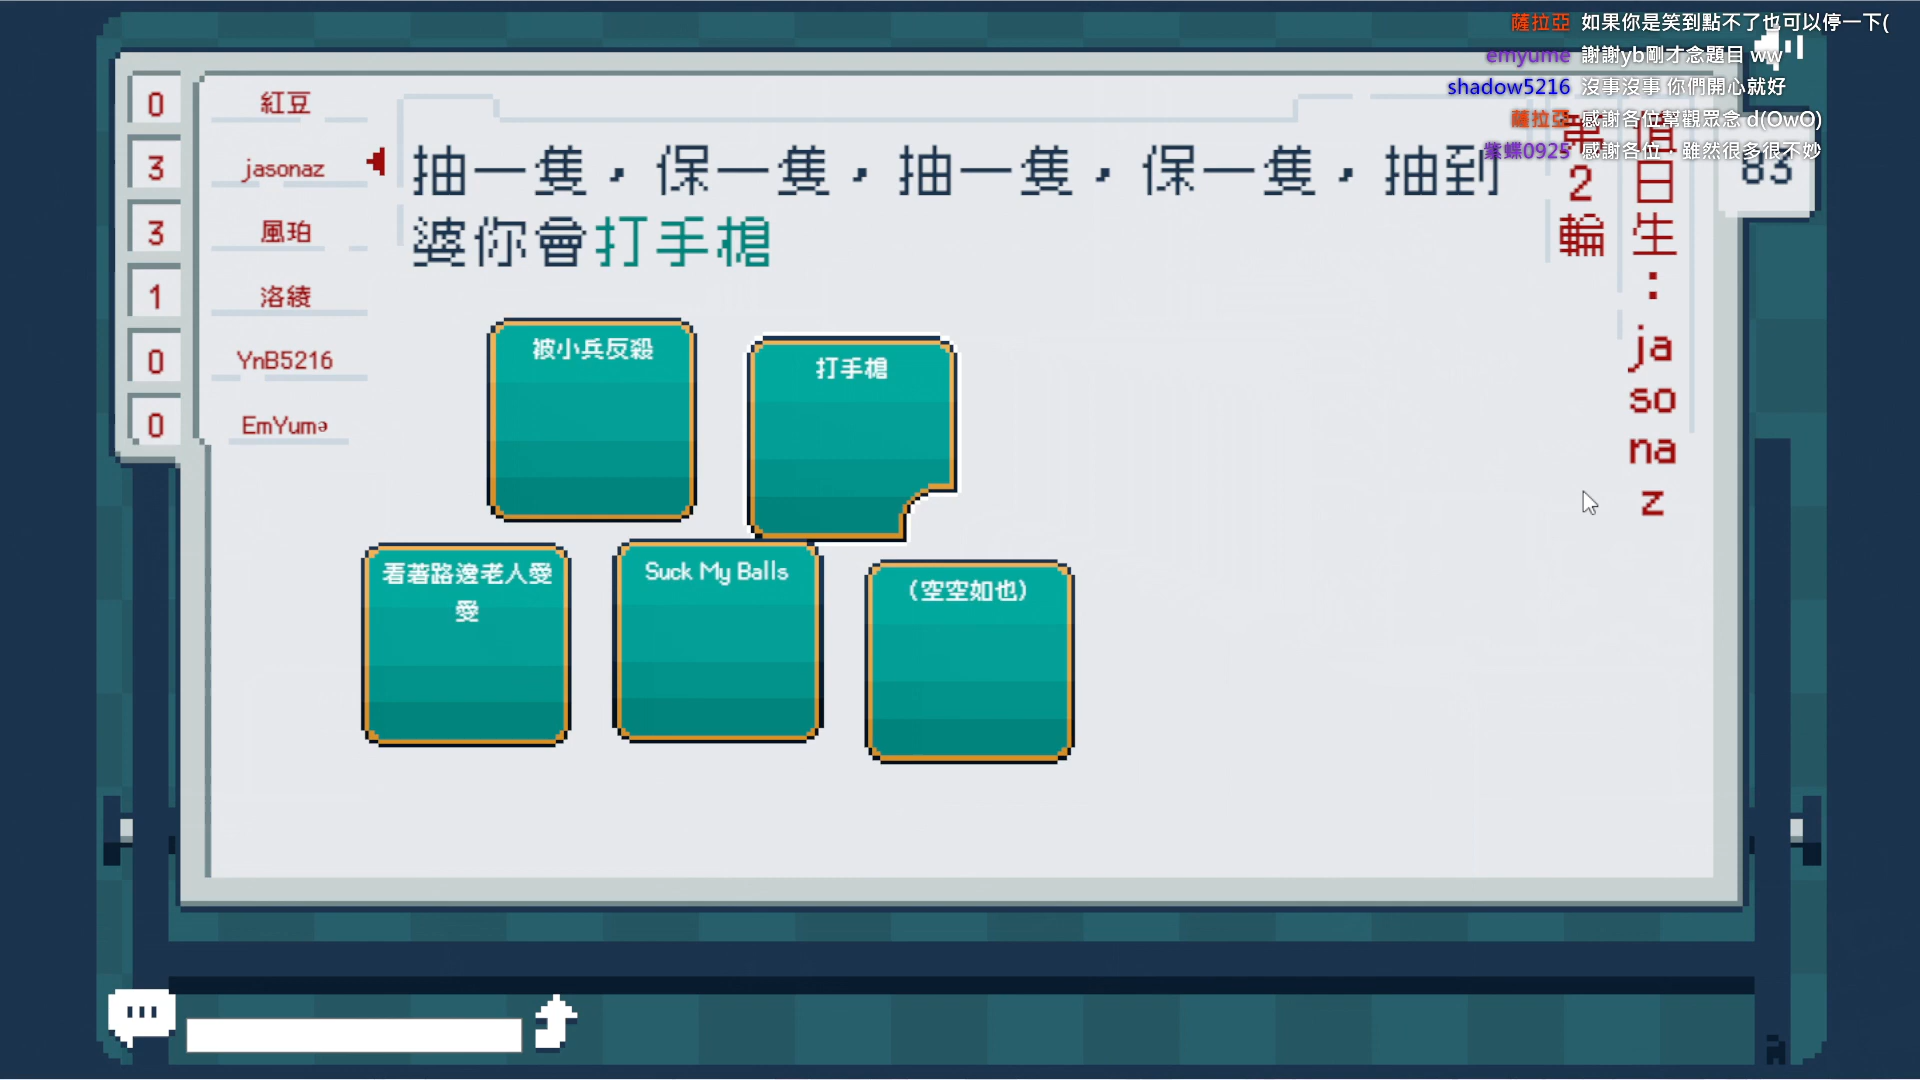 薩拉亞 如果你是笑到點不了也可以停一下(
emyume 謝謝yb剛才念題目 ww
shadow5216 沒事沒事 你們開心就好
薩拉亞 感謝各位幫觀眾念 d(OwO)
紫蝶0925 感謝各位，雖然很多很不妙
0 紅豆
3 jasonaz
3 風珀
1 洛綾
0 YnB5216
0 EmYumə
抽一隻，保一隻，抽一隻，保一隻，抽到
婆你會打手槍
第2輪
值日生：jasonaz
83
被小兵反殺
打手槍
看著路邊老人愛
愛
Suck My Balls
（空空如也）